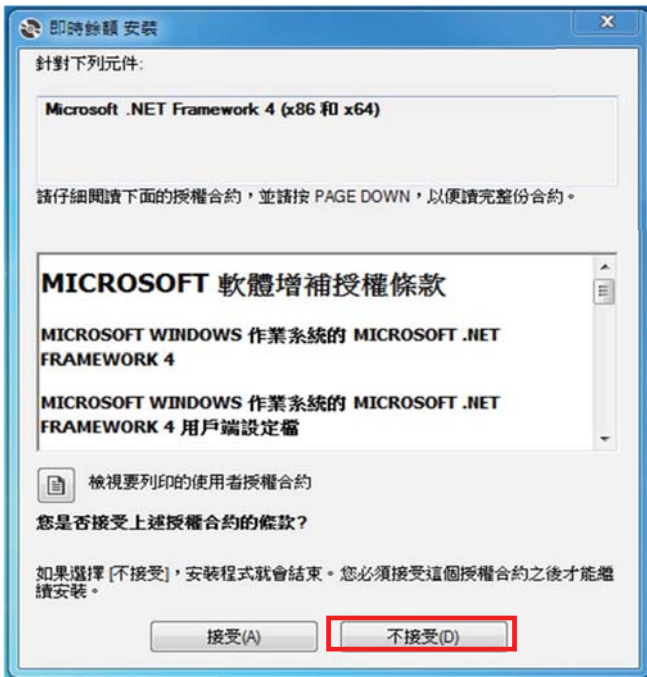 即時餘額 安裝
針對下列元件:
Microsoft .NET Framework 4 (x86 和 x64)
請仔細閱讀下面的授權合約，並請按 PAGE DOWN，以便讀完整份合約。
MICROSOFT 軟體增補授權條款
MICROSOFT WINDOWS 作業系統的 MICROSOFT .NET
FRAMEWORK 4
MICROSOFT WINDOWS 作業系統的 MICROSOFT .NET
FRAMEWORK 4 用戶端設定檔
檢視要列印的使用者授權合約
您是否接受上述授權合約的條款?
如果選擇 [不接受]，安裝程式就會結束。您必須接受這個授權合約之後才能繼
續安裝。
接受(A)
不接受(D)